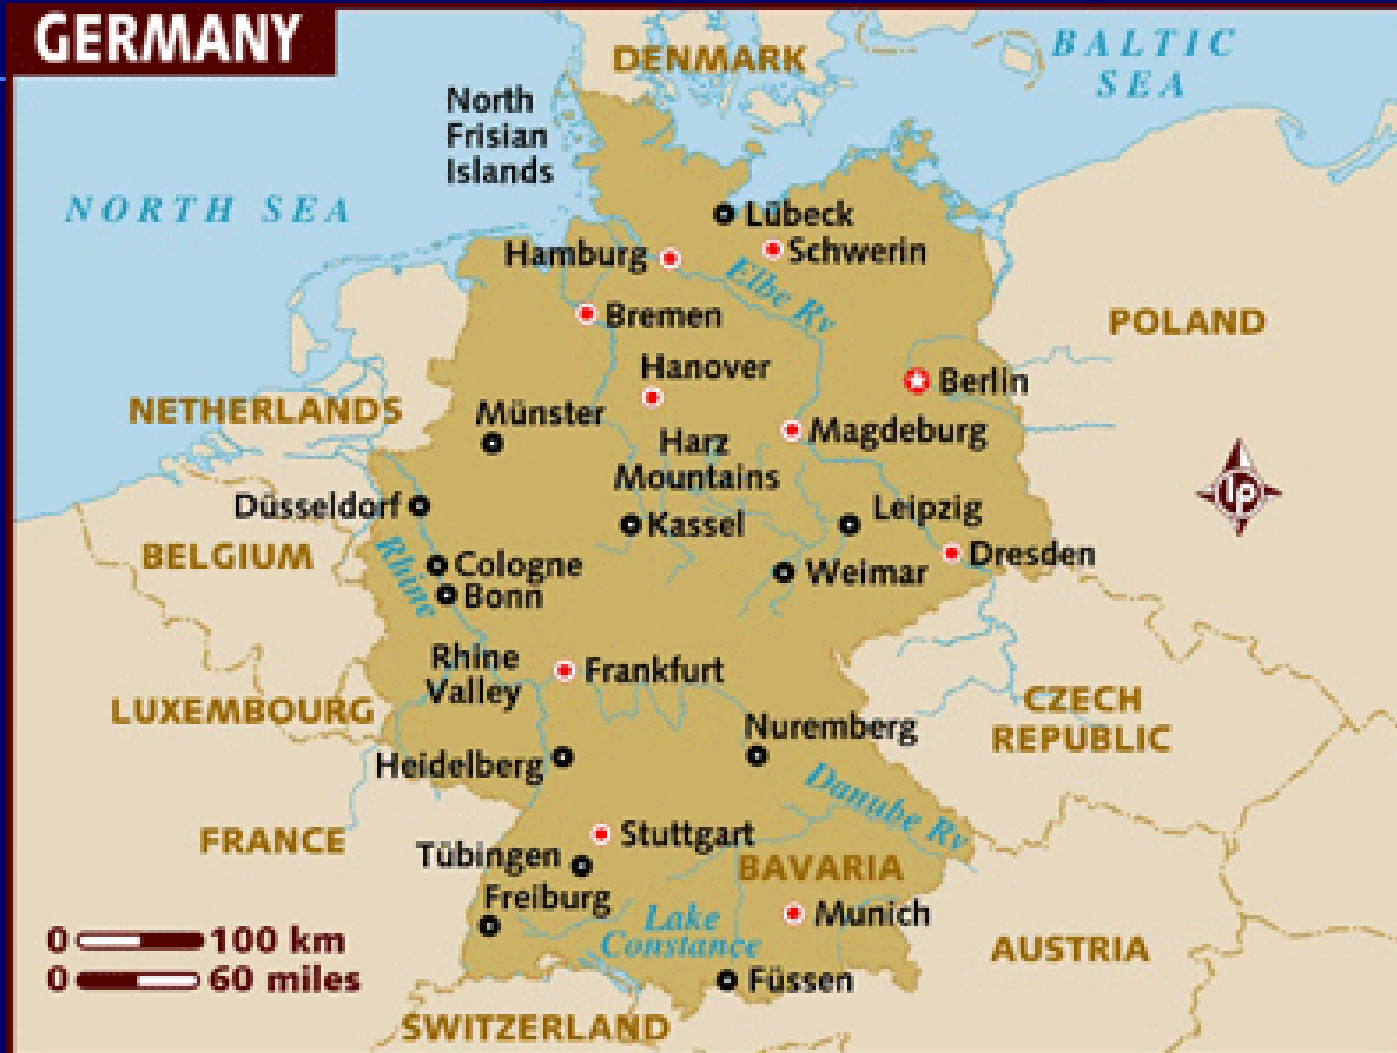 GERMANY
DENMARK
BALTIC
SEA
North
Frisian
Islands
NORTH SEA
Lübeck
Hamburg
Schwerin
Elbe Rv
Bremen
POLAND
Hanover
Berlin
NETHERLANDS
Münster
Magdeburg
Harz
Mountains
lp
Düsseldorf
Kassel
Leipzig
BELGIUM
Rhine
Cologne
Weimar
Dresden
Bonn
Rhine
Valley
Frankfurt
LUXEMBOURG
CZECH
REPUBLIC
Nuremberg
Heidelberg
Danube Rv
FRANCE
Stuttgart
Tübingen
BAVARIA
Freiburg
Lake
Constance
Munich
0 100 km
AUSTRIA
0 60 miles
Füssen
SWITZERLAND